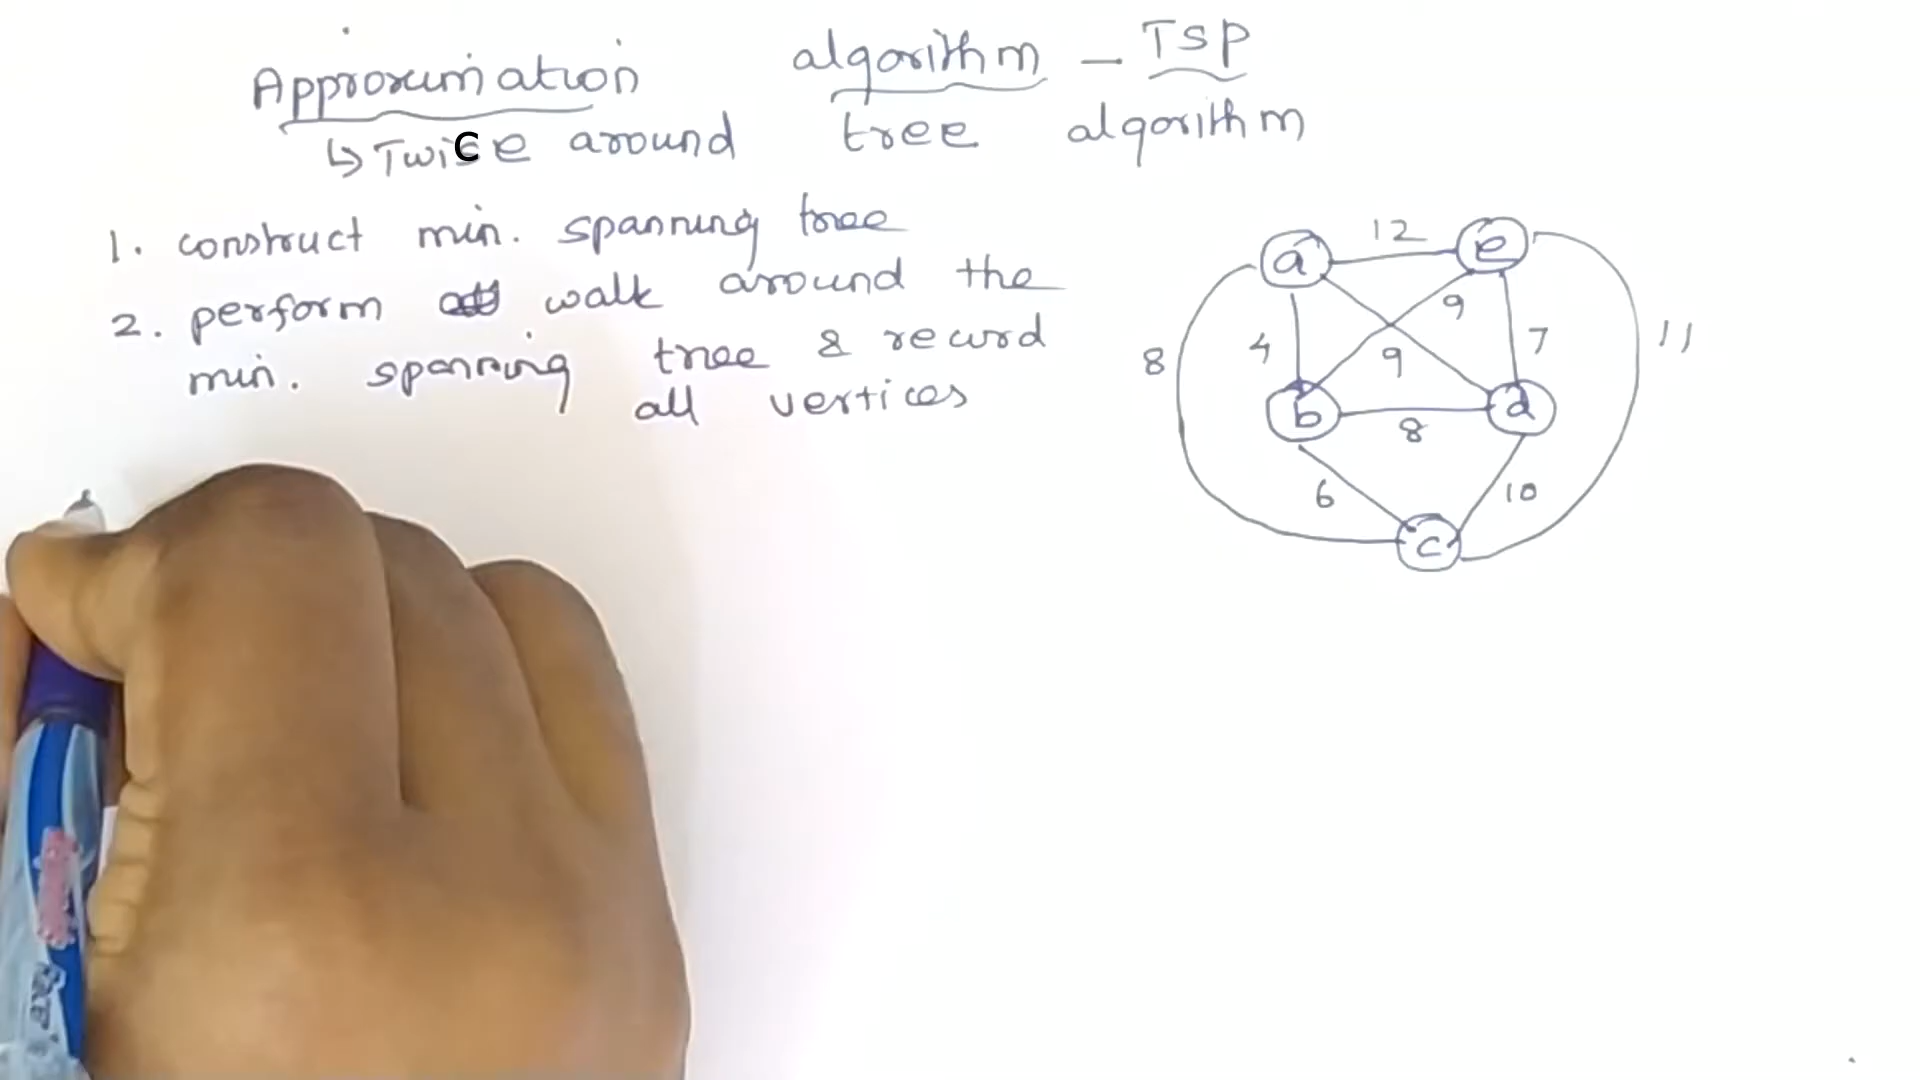 Approximation algorithm - TSP
↳ Twice around tree algorithm
1. construct min. spanning tree
2. perform walk around the
min. spanning tree & record
all vertices
12
a e
9
8 4 9 7 11
b d
8
6 10
c